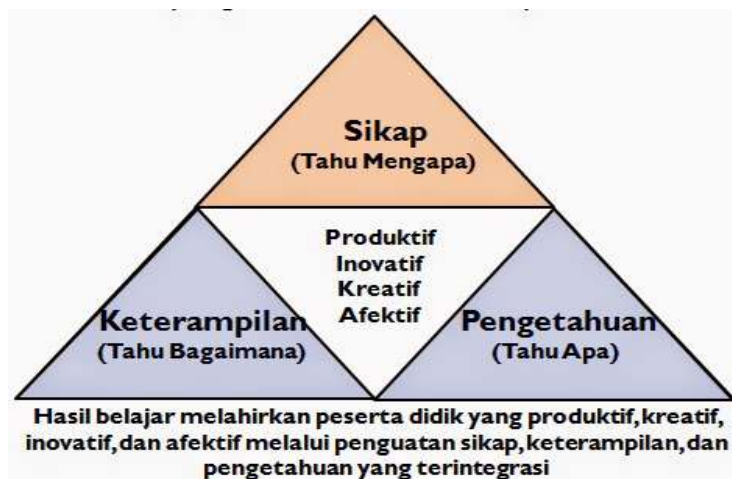 Sikap
(Tahu Mengapa)
Produktif
Inovatif
Kreatif
Afektif
Keterampilan
(Tahu Bagaimana)
Pengetahuan
(Tahu Apa)
Hasil belajar melahirkan peserta didik yang produktif,kreatif,
inovatif,dan afektif melalui penguatan sikap,keterampilan,dan
pengetahuan yang terintegrasi